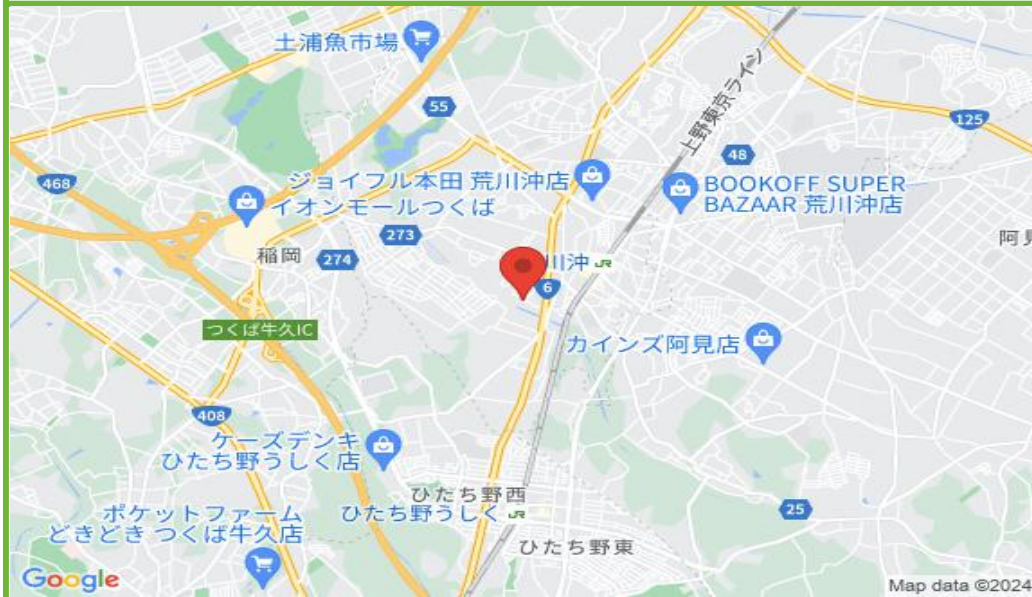 土浦魚市場
上野東京ライン
55
125
48
468
ジョイフル本田 荒川沖店
BOOKOFF SUPER
BAZAAR 荒川沖店
イオンモールつくば
273
稲岡
274
川沖
JR
6
つくば牛久IC
カインズ阿見店
408
ケーズデンキ
ひたち野うしく店
ひたち野西
ひたち野うしく
JR
25
ポケットファーム
どきどき つくば牛久店
ひたち野東
Google
Map data ©2024